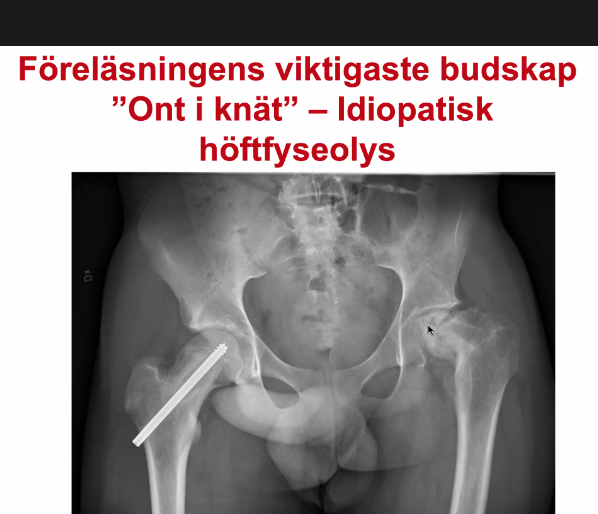 Föreläsningens viktigaste budskap
”Ont i knät” – Idiopatisk
höftfyseolys